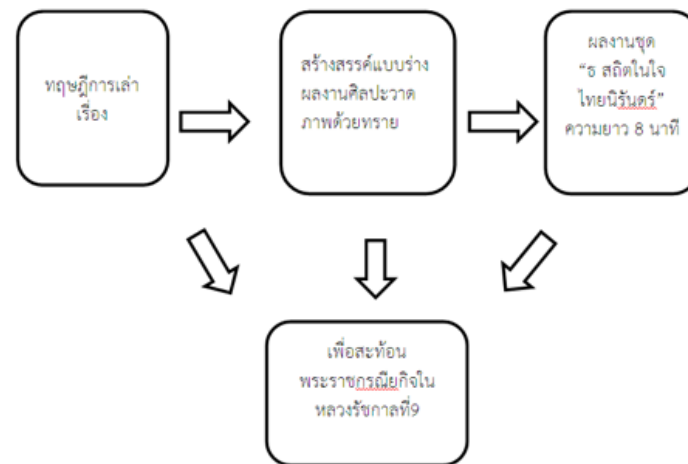 ทฤษฎีการเล่า
เรื่อง
สร้างสรรค์แบบร่าง
ผลงานศิลปะวาด
ภาพด้วยทราย
ผลงานชุด
“ธ สถิตในใจ
ไทยนิรันดร์”
ความยาว 8 นาที
เพื่อสะท้อน
พระราชกรณียกิจใน
หลวงรัชกาลที่9